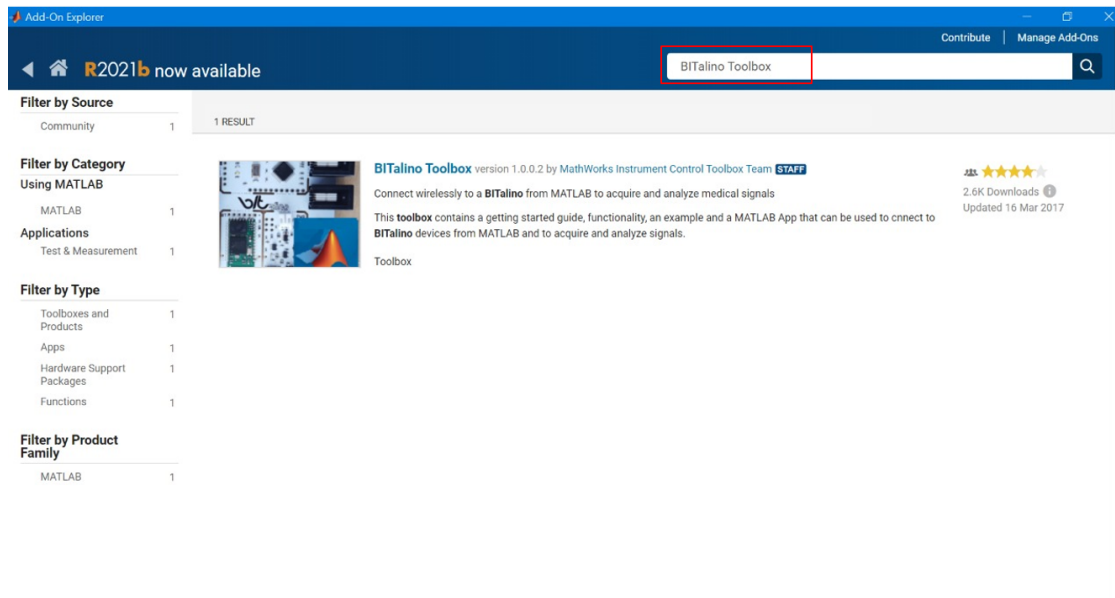 Add-On Explorer
Contribute
Manage Add-Ons
R2021b now available
BITalino Toolbox
Filter by Source
Community 1
Filter by Category
Using MATLAB
MATLAB 1
Applications
Test & Measurement 1
Filter by Type
Toolboxes and 1
Products
Apps 1
Hardware Support 1
Packages
Functions 1
Filter by Product
Family
MATLAB 1
1 RESULT
BITalino Toolbox version 1.0.0.2 by MathWorks Instrument Control Toolbox Team STAFF
Connect wirelessly to a BITalino from MATLAB to acquire and analyze medical signals
This toolbox contains a getting started guide, functionality, an example and a MATLAB App that can be used to cnnect to
BITalino devices from MATLAB and to acquire and analyze signals.
Toolbox
2.6K Downloads
Updated 16 Mar 2017